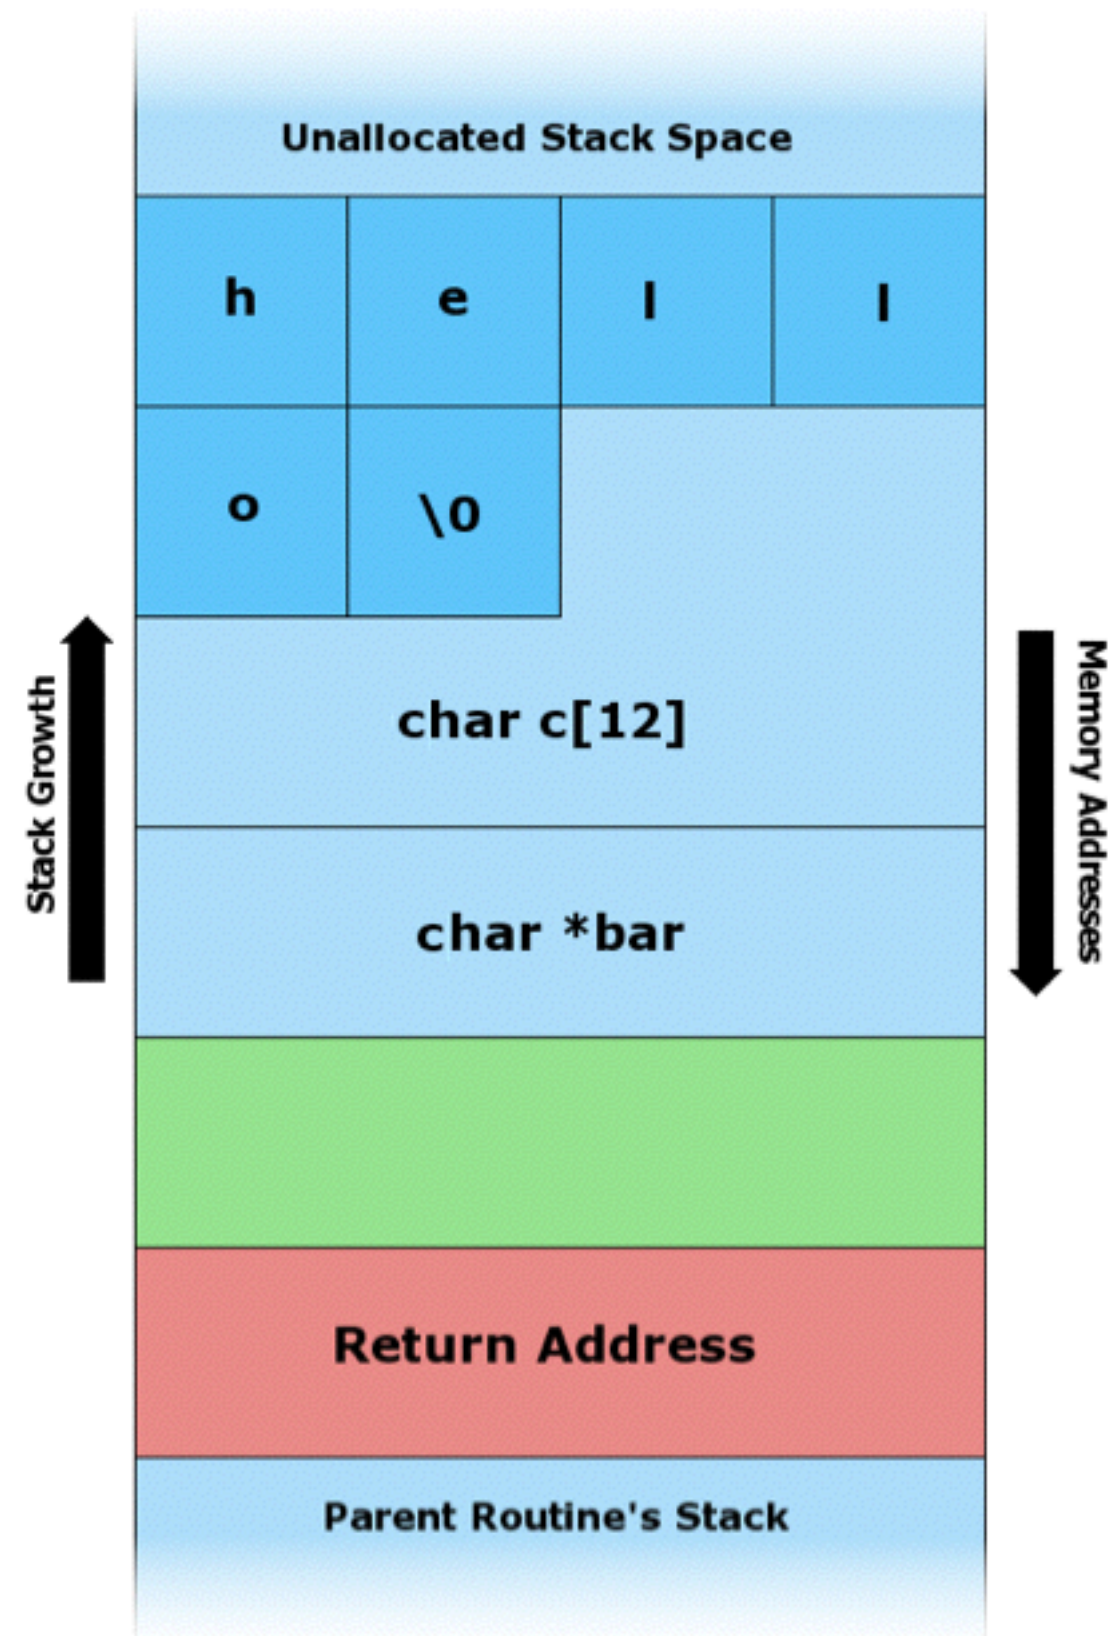 Unallocated Stack Space
h e l l
o \0
char c[12]
Stack Growth
Memory Addresses
char *bar
Return Address
Parent Routine's Stack